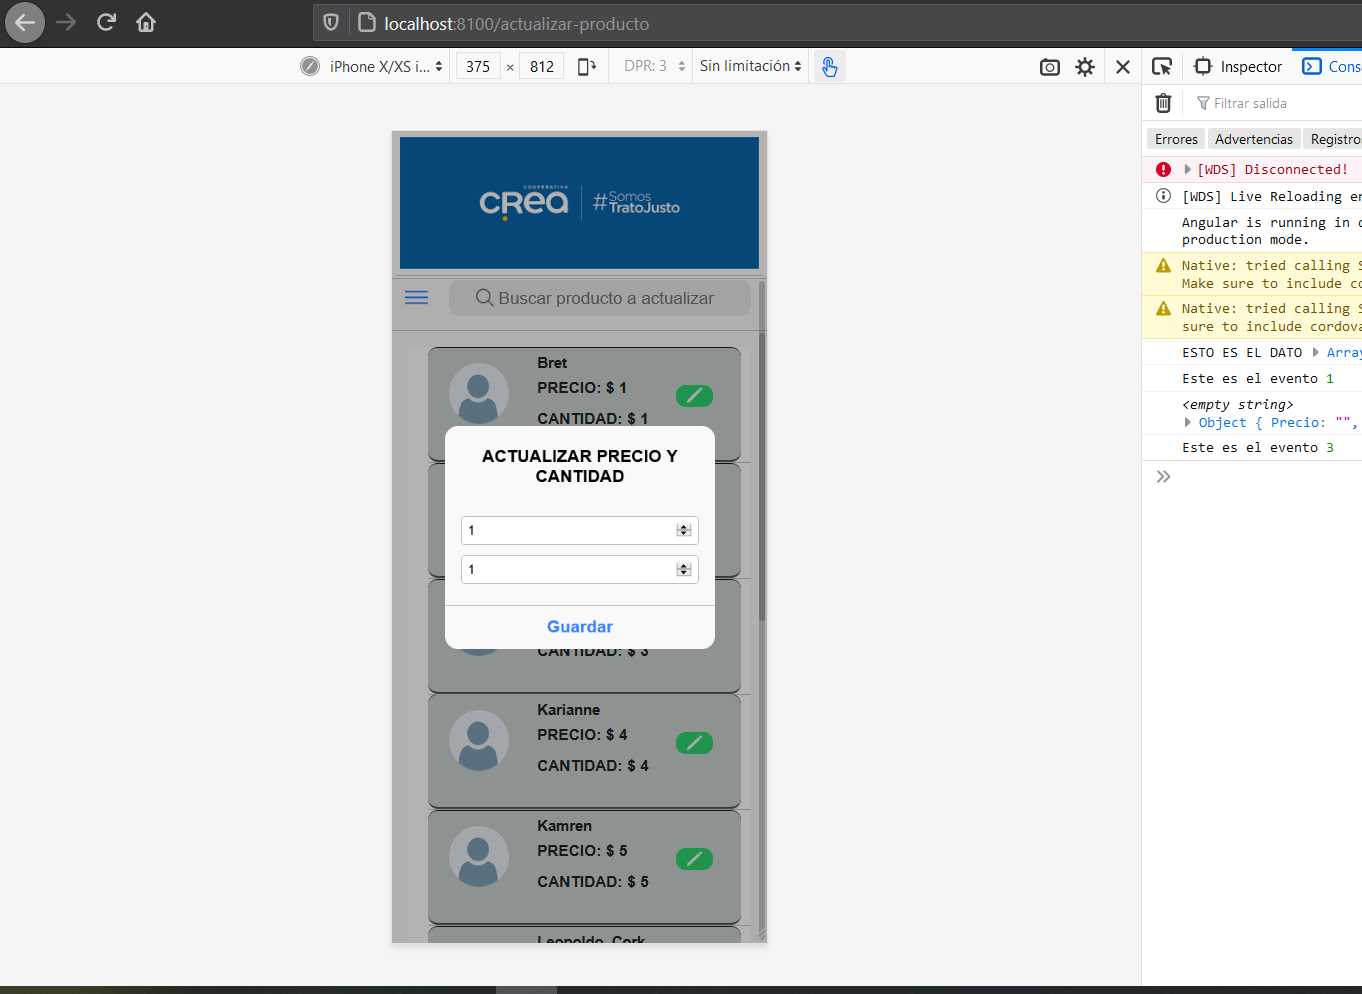 localhost:8100/actualizar-producto
iPhone X/XS i... 375 × 812 DPR: 3 Sin limitación
Inspector Cons
Filtrar salida
Errores Advertencias Registro
[WDS] Disconnected!
[WDS] Live Reloading en
Angular is running in d
production mode.
Native: tried calling S
Make sure to include co
Native: tried calling S
sure to include cordova
ESTO ES EL DATO Array
Este es el evento 1
<empty string>
Object { Precio: "",
Este es el evento 3
COOPERATIVA
CREA
#Somos
TratoJusto
Buscar producto a actualizar
Bret
PRECIO: $ 1
CANTIDAD: $ 1
ACTUALIZAR PRECIO Y
CANTIDAD
1
1
Guardar
CANTIDAD: $ 3
Karianne
PRECIO: $ 4
CANTIDAD: $ 4
Kamren
PRECIO: $ 5
CANTIDAD: $ 5
Leopoldo_Cork